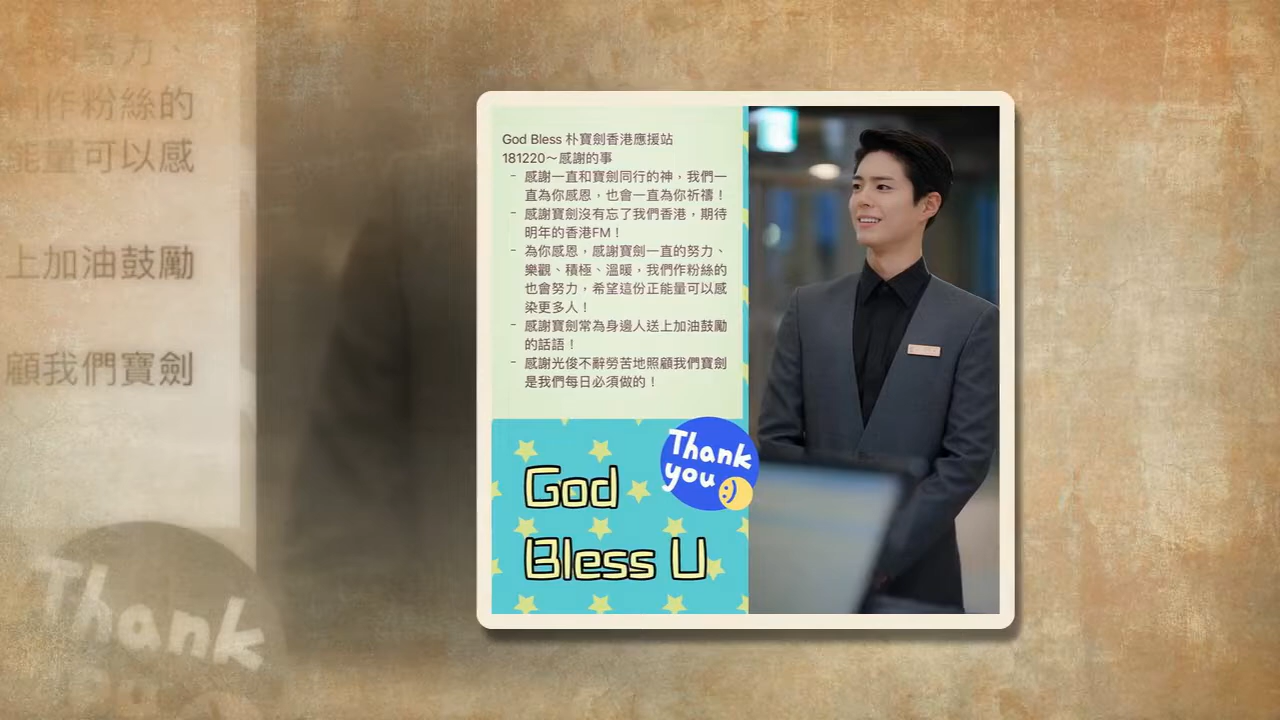 God Bless 朴寶劍香港應援站
181220～感謝的事
- 感謝一直和寶劍同行的神，我們一
直為你感恩，也會一直為你祈禱！
- 感謝寶劍沒有忘了我們香港，期待
明年的香港FM！
- 為你感恩，感謝寶劍一直的努力、
樂觀、積極、溫暖，我們作粉絲的
也會努力，希望這份正能量可以感
染更多人！
- 感謝寶劍常為身邊人送上加油鼓勵
的話語！
- 感謝光俊不辭勞苦地照顧我們寶劍
是我們每日必須做的！
Thank
you
God
Bless U
們作粉絲的
能量可以感
上加油鼓勵
顧我們寶劍
Thank
you